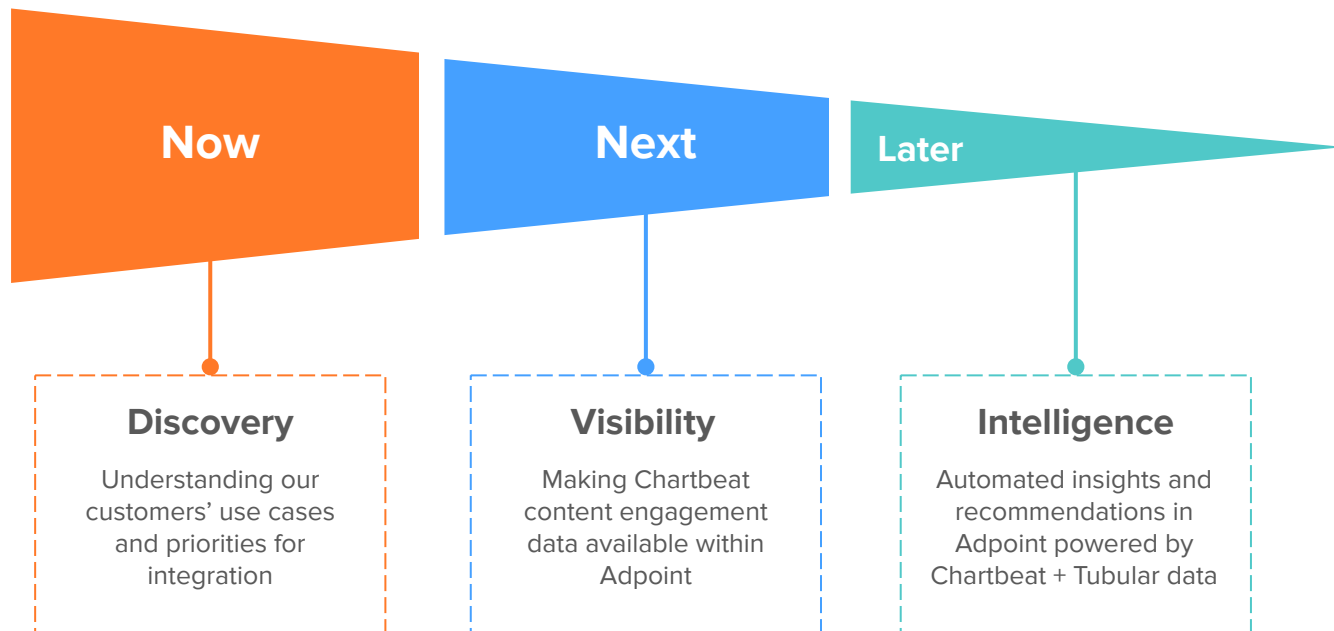 Now
Next
Later
Discovery
Understanding our
customers’ use cases
and priorities for
integration
Visibility
Making Chartbeat
content engagement
data available within
Adpoint
Intelligence
Automated insights and
recommendations in
Adpoint powered by
Chartbeat + Tubular data